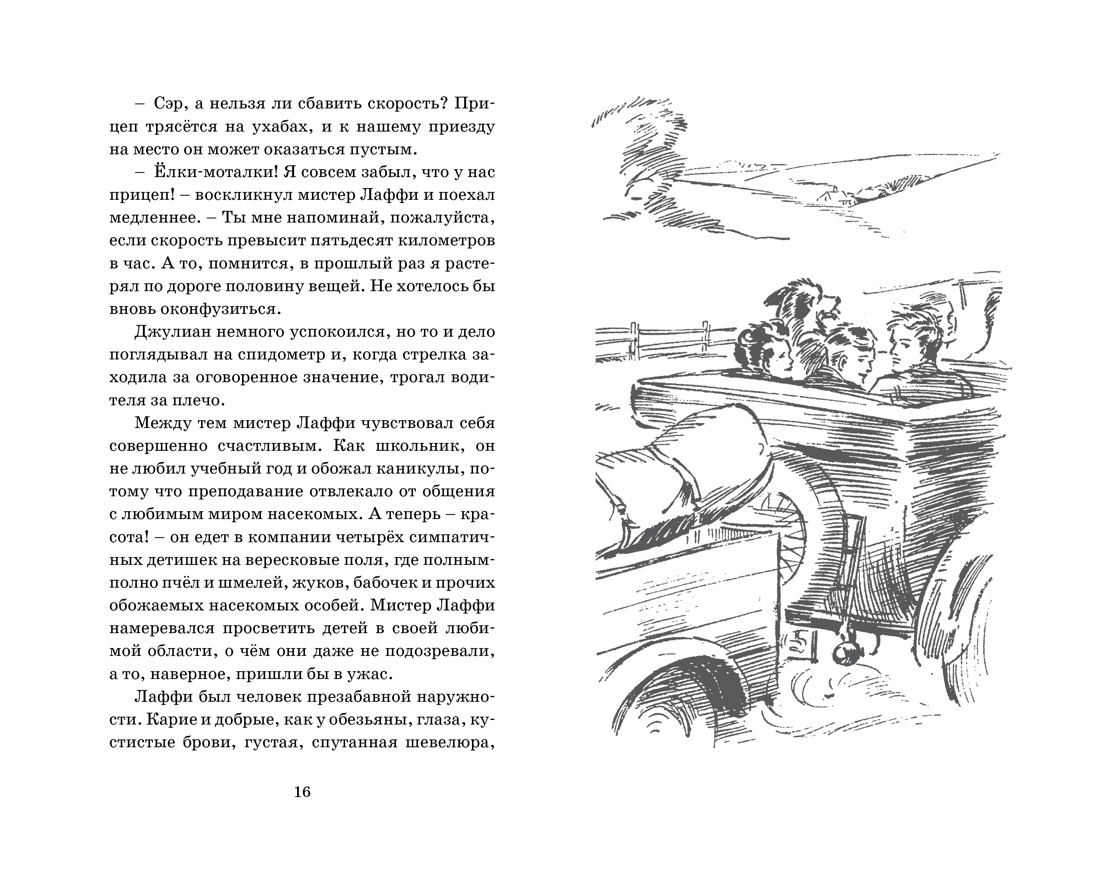 – Сэр, а нельзя ли сбавить скорость? При-
цеп трясётся на ухабах, и к нашему приезду
на место он может оказаться пустым.
– Ёлки-моталки! Я совсем забыл, что у нас
прицеп! – воскликнул мистер Лаффи и поехал
медленнее. – Ты мне напоминай, пожалуйста,
если скорость превысит пятьдесят километров
в час. А то, помнится, в прошлый раз я расте-
рял по дороге половину вещей. Не хотелось бы
вновь оконфузиться.
Джулиан немного успокоился, но то и дело
поглядывал на спидометр и, когда стрелка за-
ходила за оговоренное значение, трогал води-
теля за плечо.
Между тем мистер Лаффи чувствовал себя
совершенно счастливым. Как школьник, он
не любил учебный год и обожал каникулы, по-
тому что преподавание отвлекало от общения
с любимым миром насекомых. А теперь – кра-
сота! – он едет в компании четырёх симпатич-
ных детишек на вересковые поля, где полным-
полно пчёл и шмелей, жуков, бабочек и прочих
обожаемых насекомых особей. Мистер Лаффи
намеревался просветить детей в своей люби-
мой области, о чём они даже не подозревали,
а то, наверное, пришли бы в ужас.
Лаффи был человек презабавной наружно-
сти. Карие и добрые, как у обезьяны, глаза, ку-
стистые брови, густая, спутанная шевелюра,
16